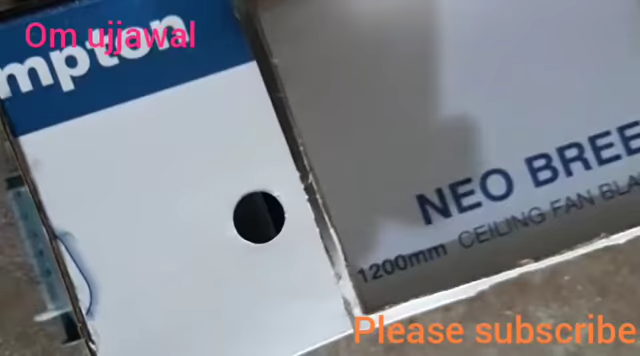 Om ujjawal
mpton
NEO BREE
1200mm CEILING FAN BLA
Please subscribe